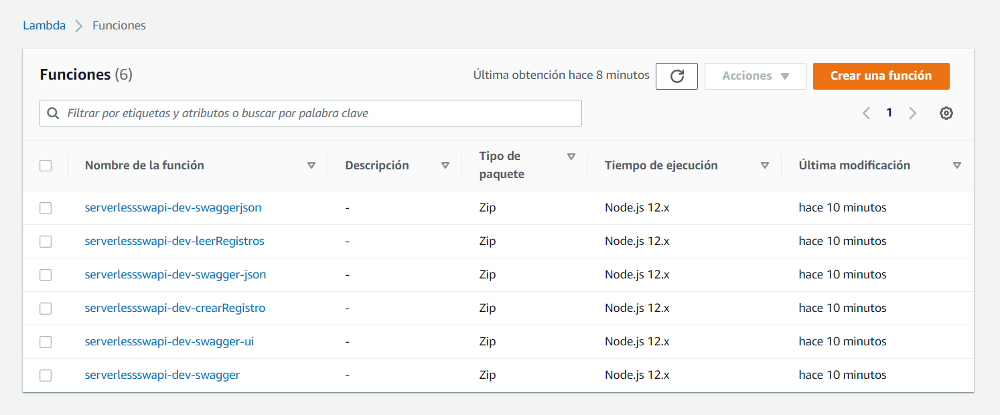 Lambda > Funciones
Funciones (6)
Última obtención hace 8 minutos
Acciones
Crear una función
Filtrar por etiquetas y atributos o buscar por palabra clave
1
Nombre de la función Descripción Tipo de paquete Tiempo de ejecución Última modificación
serverlessswapi-dev-swaggerjson - Zip Node.js 12.x hace 10 minutos
serverlessswapi-dev-leerRegistros - Zip Node.js 12.x hace 10 minutos
serverlessswapi-dev-swagger-json - Zip Node.js 12.x hace 10 minutos
serverlessswapi-dev-crearRegistro - Zip Node.js 12.x hace 10 minutos
serverlessswapi-dev-swagger-ui - Zip Node.js 12.x hace 10 minutos
serverlessswapi-dev-swagger - Zip Node.js 12.x hace 10 minutos